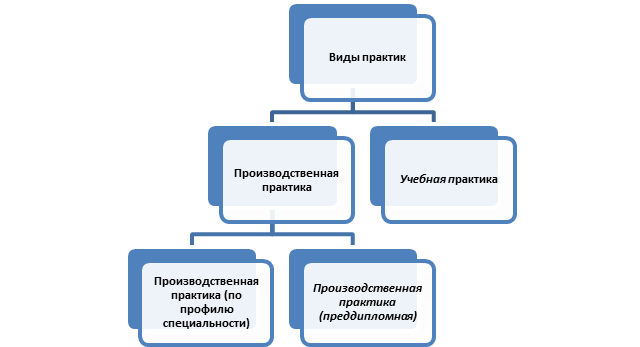 Виды практик
Производственная
практика
Учебная практика
Производственная
практика (по
профилю
специальности)
Производственная
практика
(преддипломная)